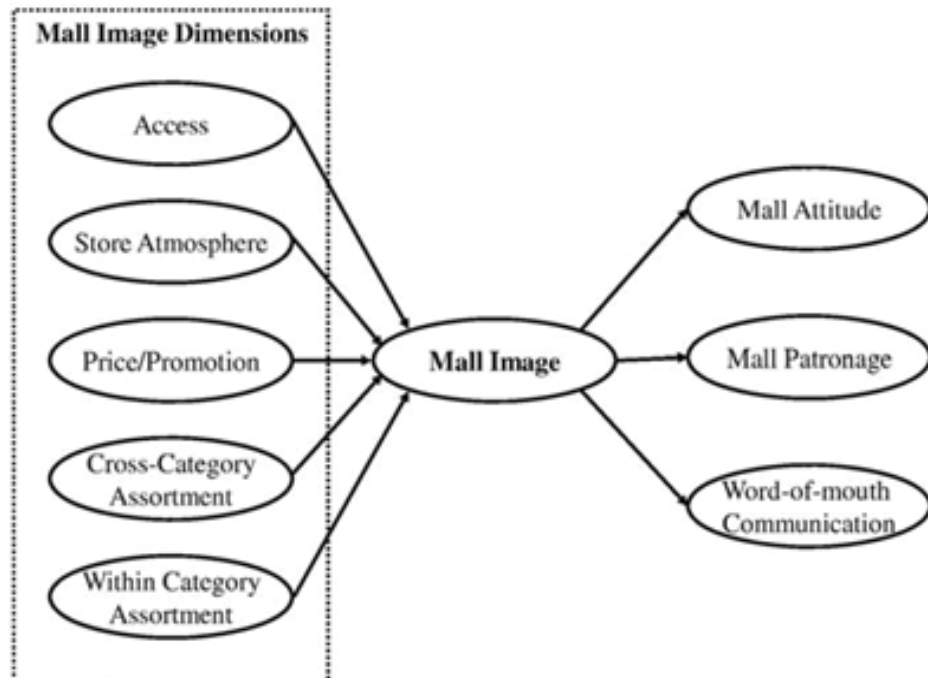 Mall Image Dimensions
Access
Store Atmosphere
Price/Promotion
Cross-Category
Assortment
Within Category
Assortment
Mall Image
Mall Attitude
Mall Patronage
Word-of-mouth
Communication